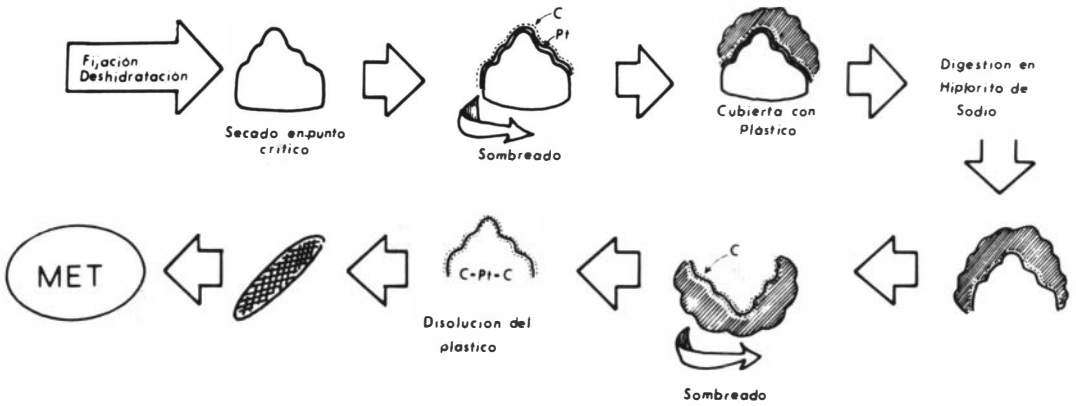 Fijación
Deshidratación
Secado en punto
crítico
C
Pt
Sombreado
Cubierta con
Plástico
Digestion en
Hiplorito de
Sodio
C
Sombreado
C-Pt-C
Disolucion del
plastico
MET